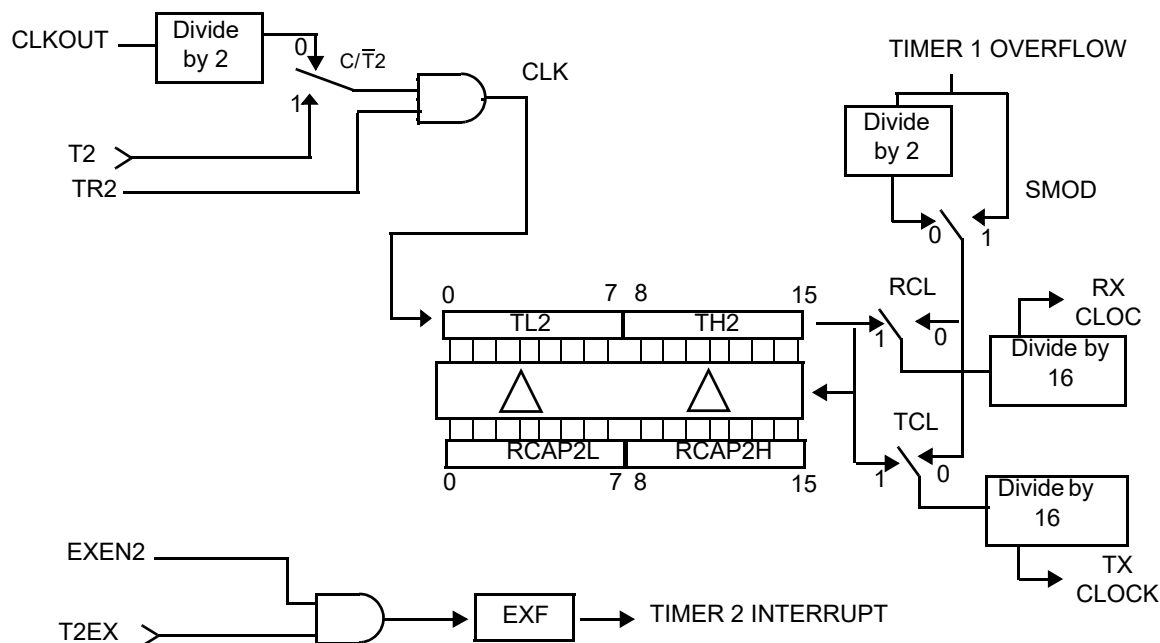 CLKOUT
Divide
by 2
0
C/T̅2
CLK
1
T2
TR2
TIMER 1 OVERFLOW
Divide
by 2
SMOD
0
1
0
7
8
15
TL2
TH2
RCL
1
0
RX
CLOC
Divide by
16
RCAP2L
RCAP2H
0
7
8
15
TCL
1
0
Divide by
16
TX
CLOCK
EXEN2
T2EX
EXF
TIMER 2 INTERRUPT